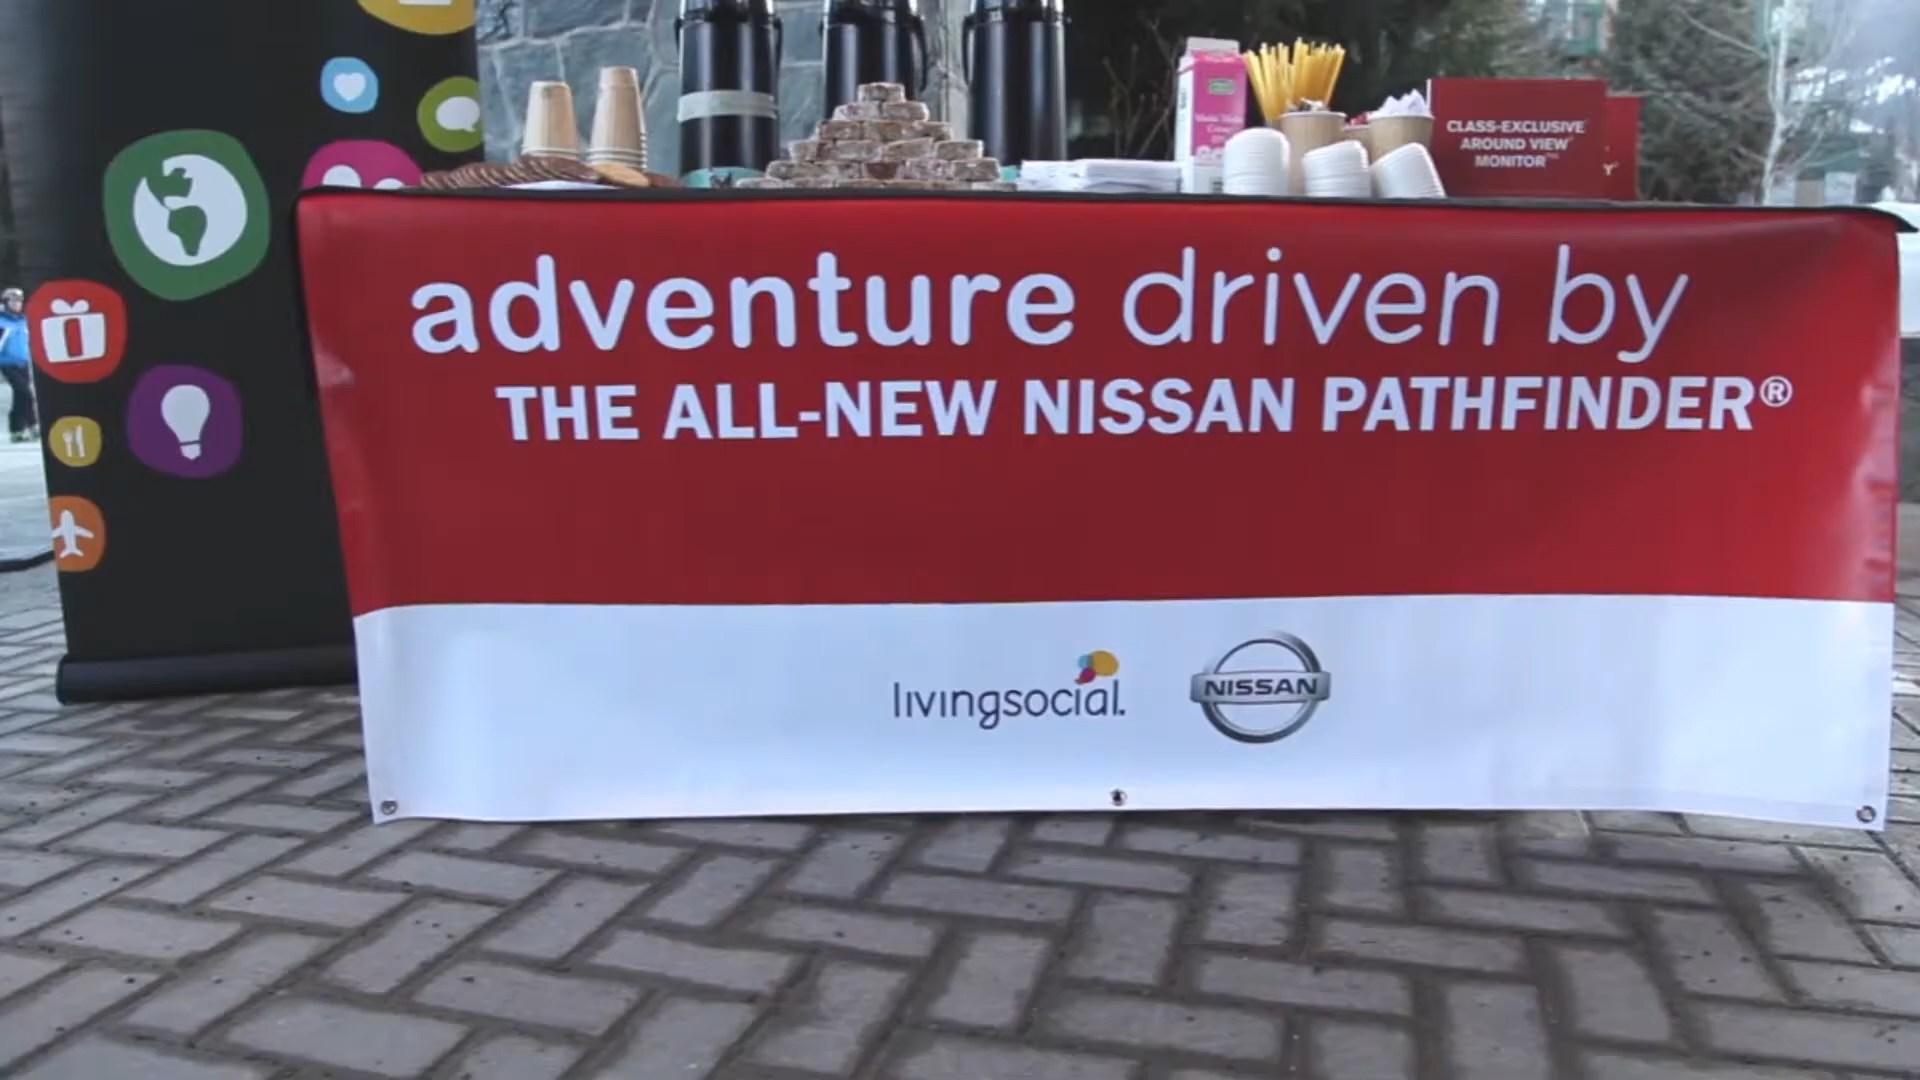 CLASS-EXCLUSIVE
AROUND VIEW
MONITOR
adventure driven by
THE ALL-NEW NISSAN PATHFINDER®
livingsocial.
NISSAN